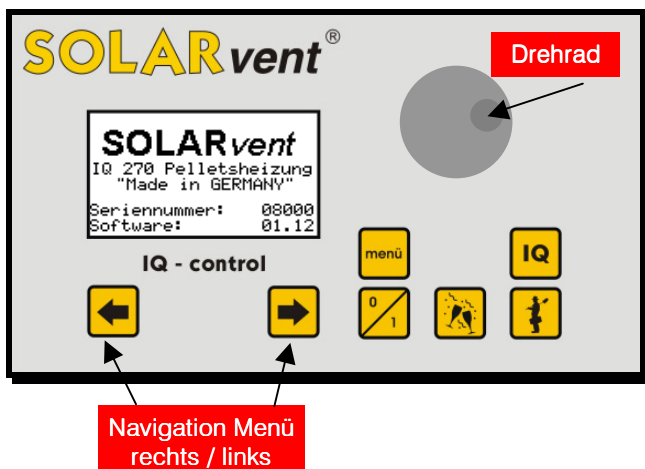 SOLARvent®
Drehrad
SOLARvent
IQ 270 Pelletsheizung
"Made in GERMANY"
Seriennummer: 08000
Software: 01.12
IQ - control
menü
IQ
0
1
Navigation Menü
rechts / links